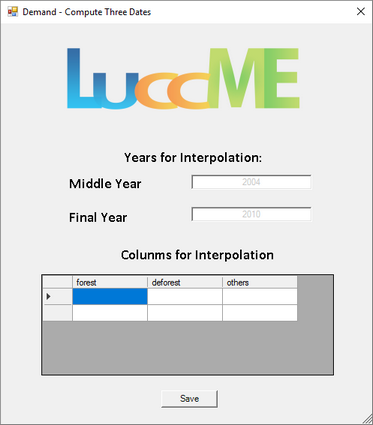 Demand - Compute Three Dates
LuccME
Years for Interpolation:
Middle Year 2004
Final Year 2010
Colunms for Interpolation
forest deforest others
Save